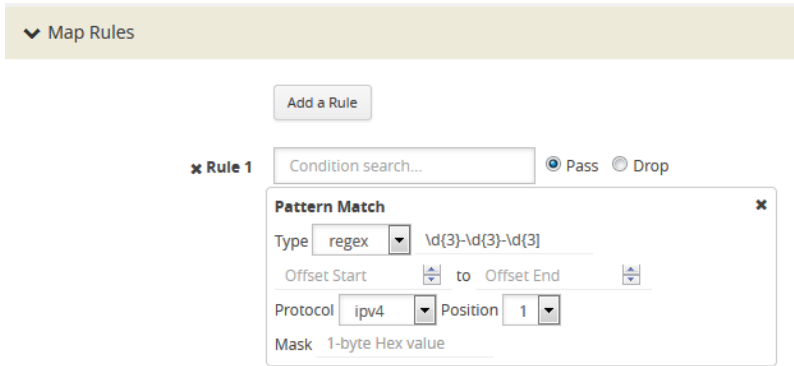 Map Rules
Add a Rule
Rule 1 Condition search... Pass Drop
Pattern Match
Type regex \d{3}-\d{3}-\d{3]
Offset Start to Offset End
Protocol ipv4 Position 1
Mask 1-byte Hex value